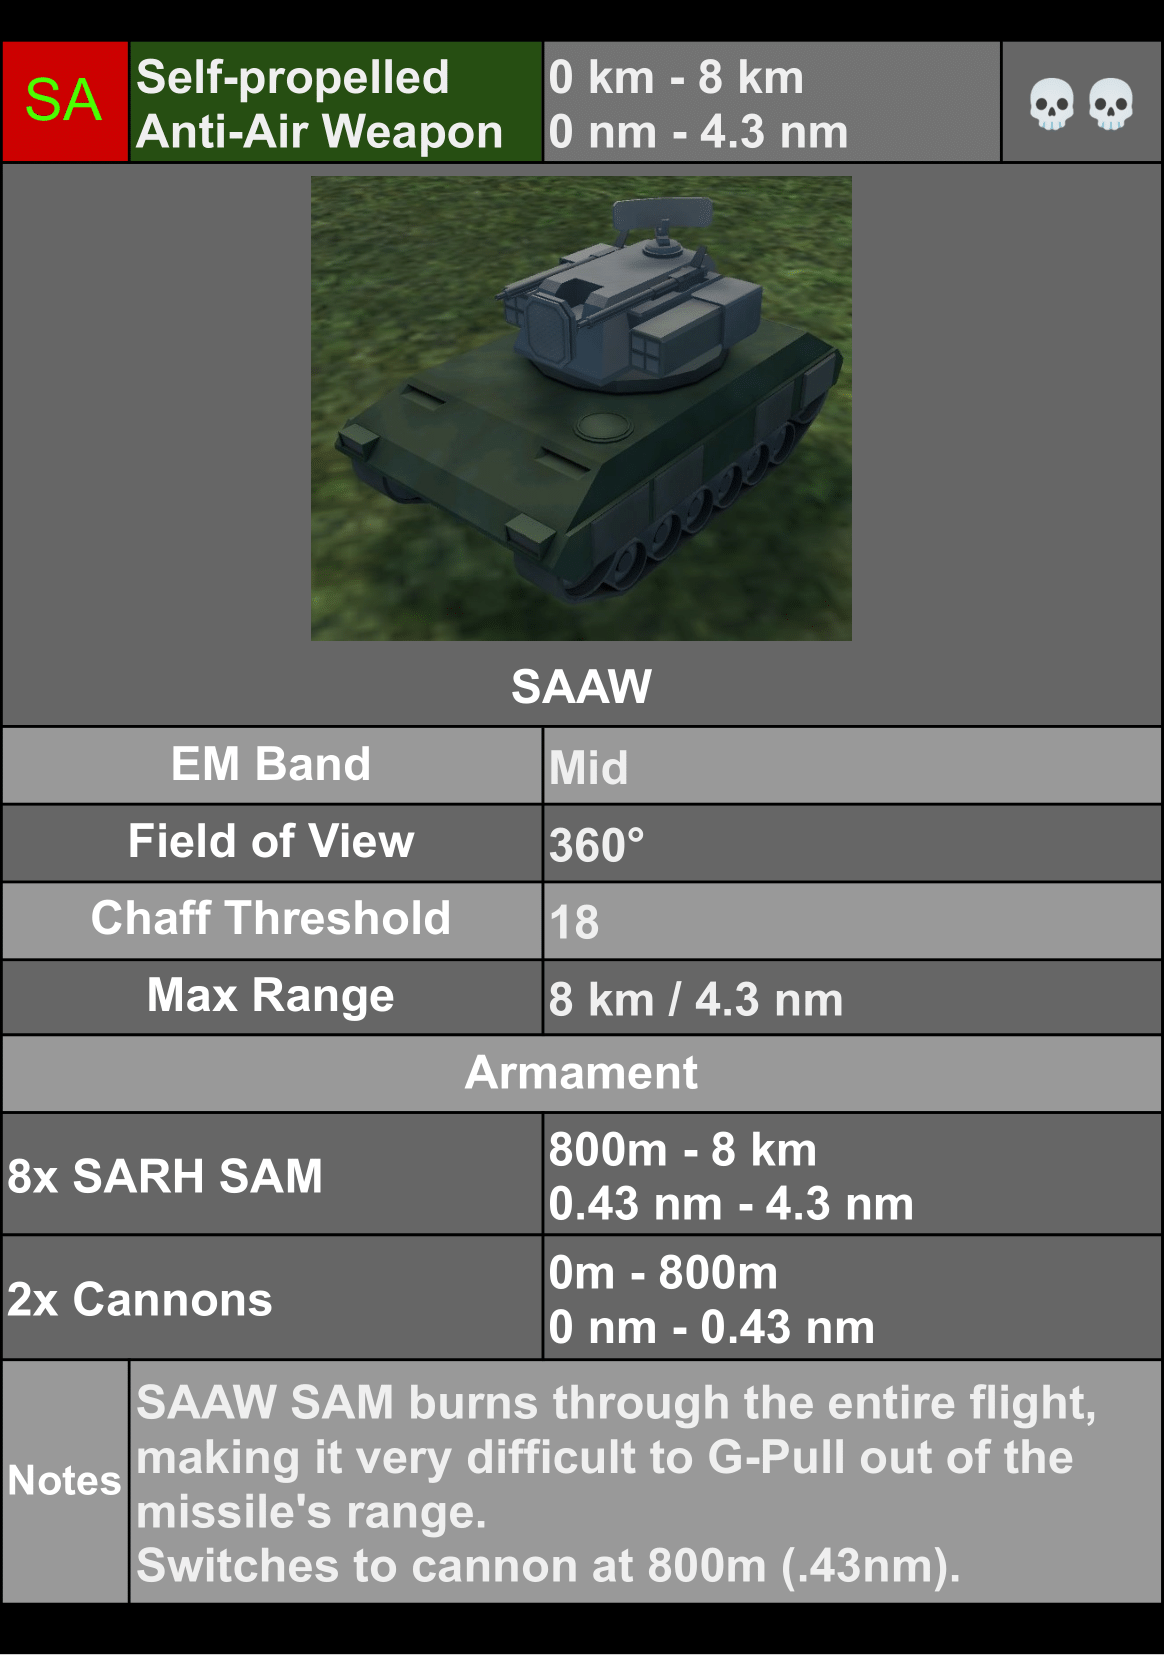 SA
Self-propelled
Anti-Air Weapon
0 km - 8 km
0 nm - 4.3 nm
💀💀
SAAW
EM Band
Mid
Field of View
360°
Chaff Threshold
18
Max Range
8 km / 4.3 nm
Armament
8x SARH SAM
800m - 8 km
0.43 nm - 4.3 nm
2x Cannons
0m - 800m
0 nm - 0.43 nm
Notes
SAAW SAM burns through the entire flight,
making it very difficult to G-Pull out of the
missile's range.
Switches to cannon at 800m (.43nm).